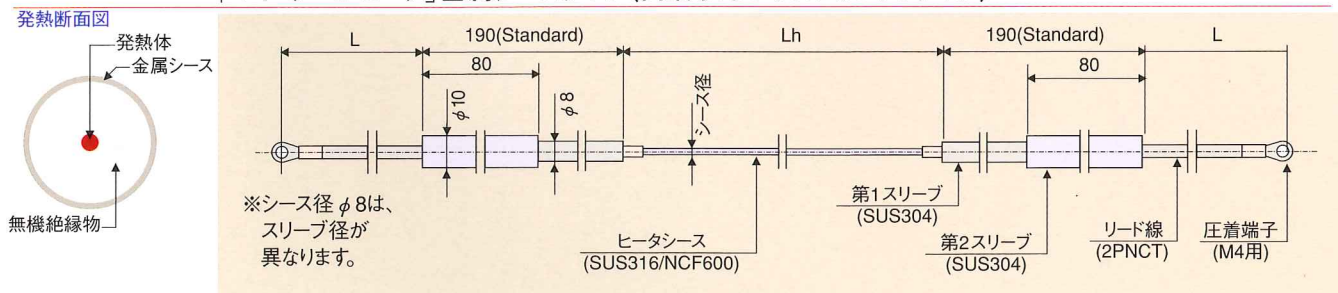 発熱断面図
発熱体
金属シース
無機絶縁物
L
190(Standard)
Lh
190(Standard)
L
80
80
φ10
φ8
シース径
※シース径φ8は、
スリーブ径が
異なります。
ヒータシース
(SUS316/NCF600)
第1スリーブ
(SUS304)
第2スリーブ
(SUS304)
リード線
(2PNCT)
圧着端子
(M4用)